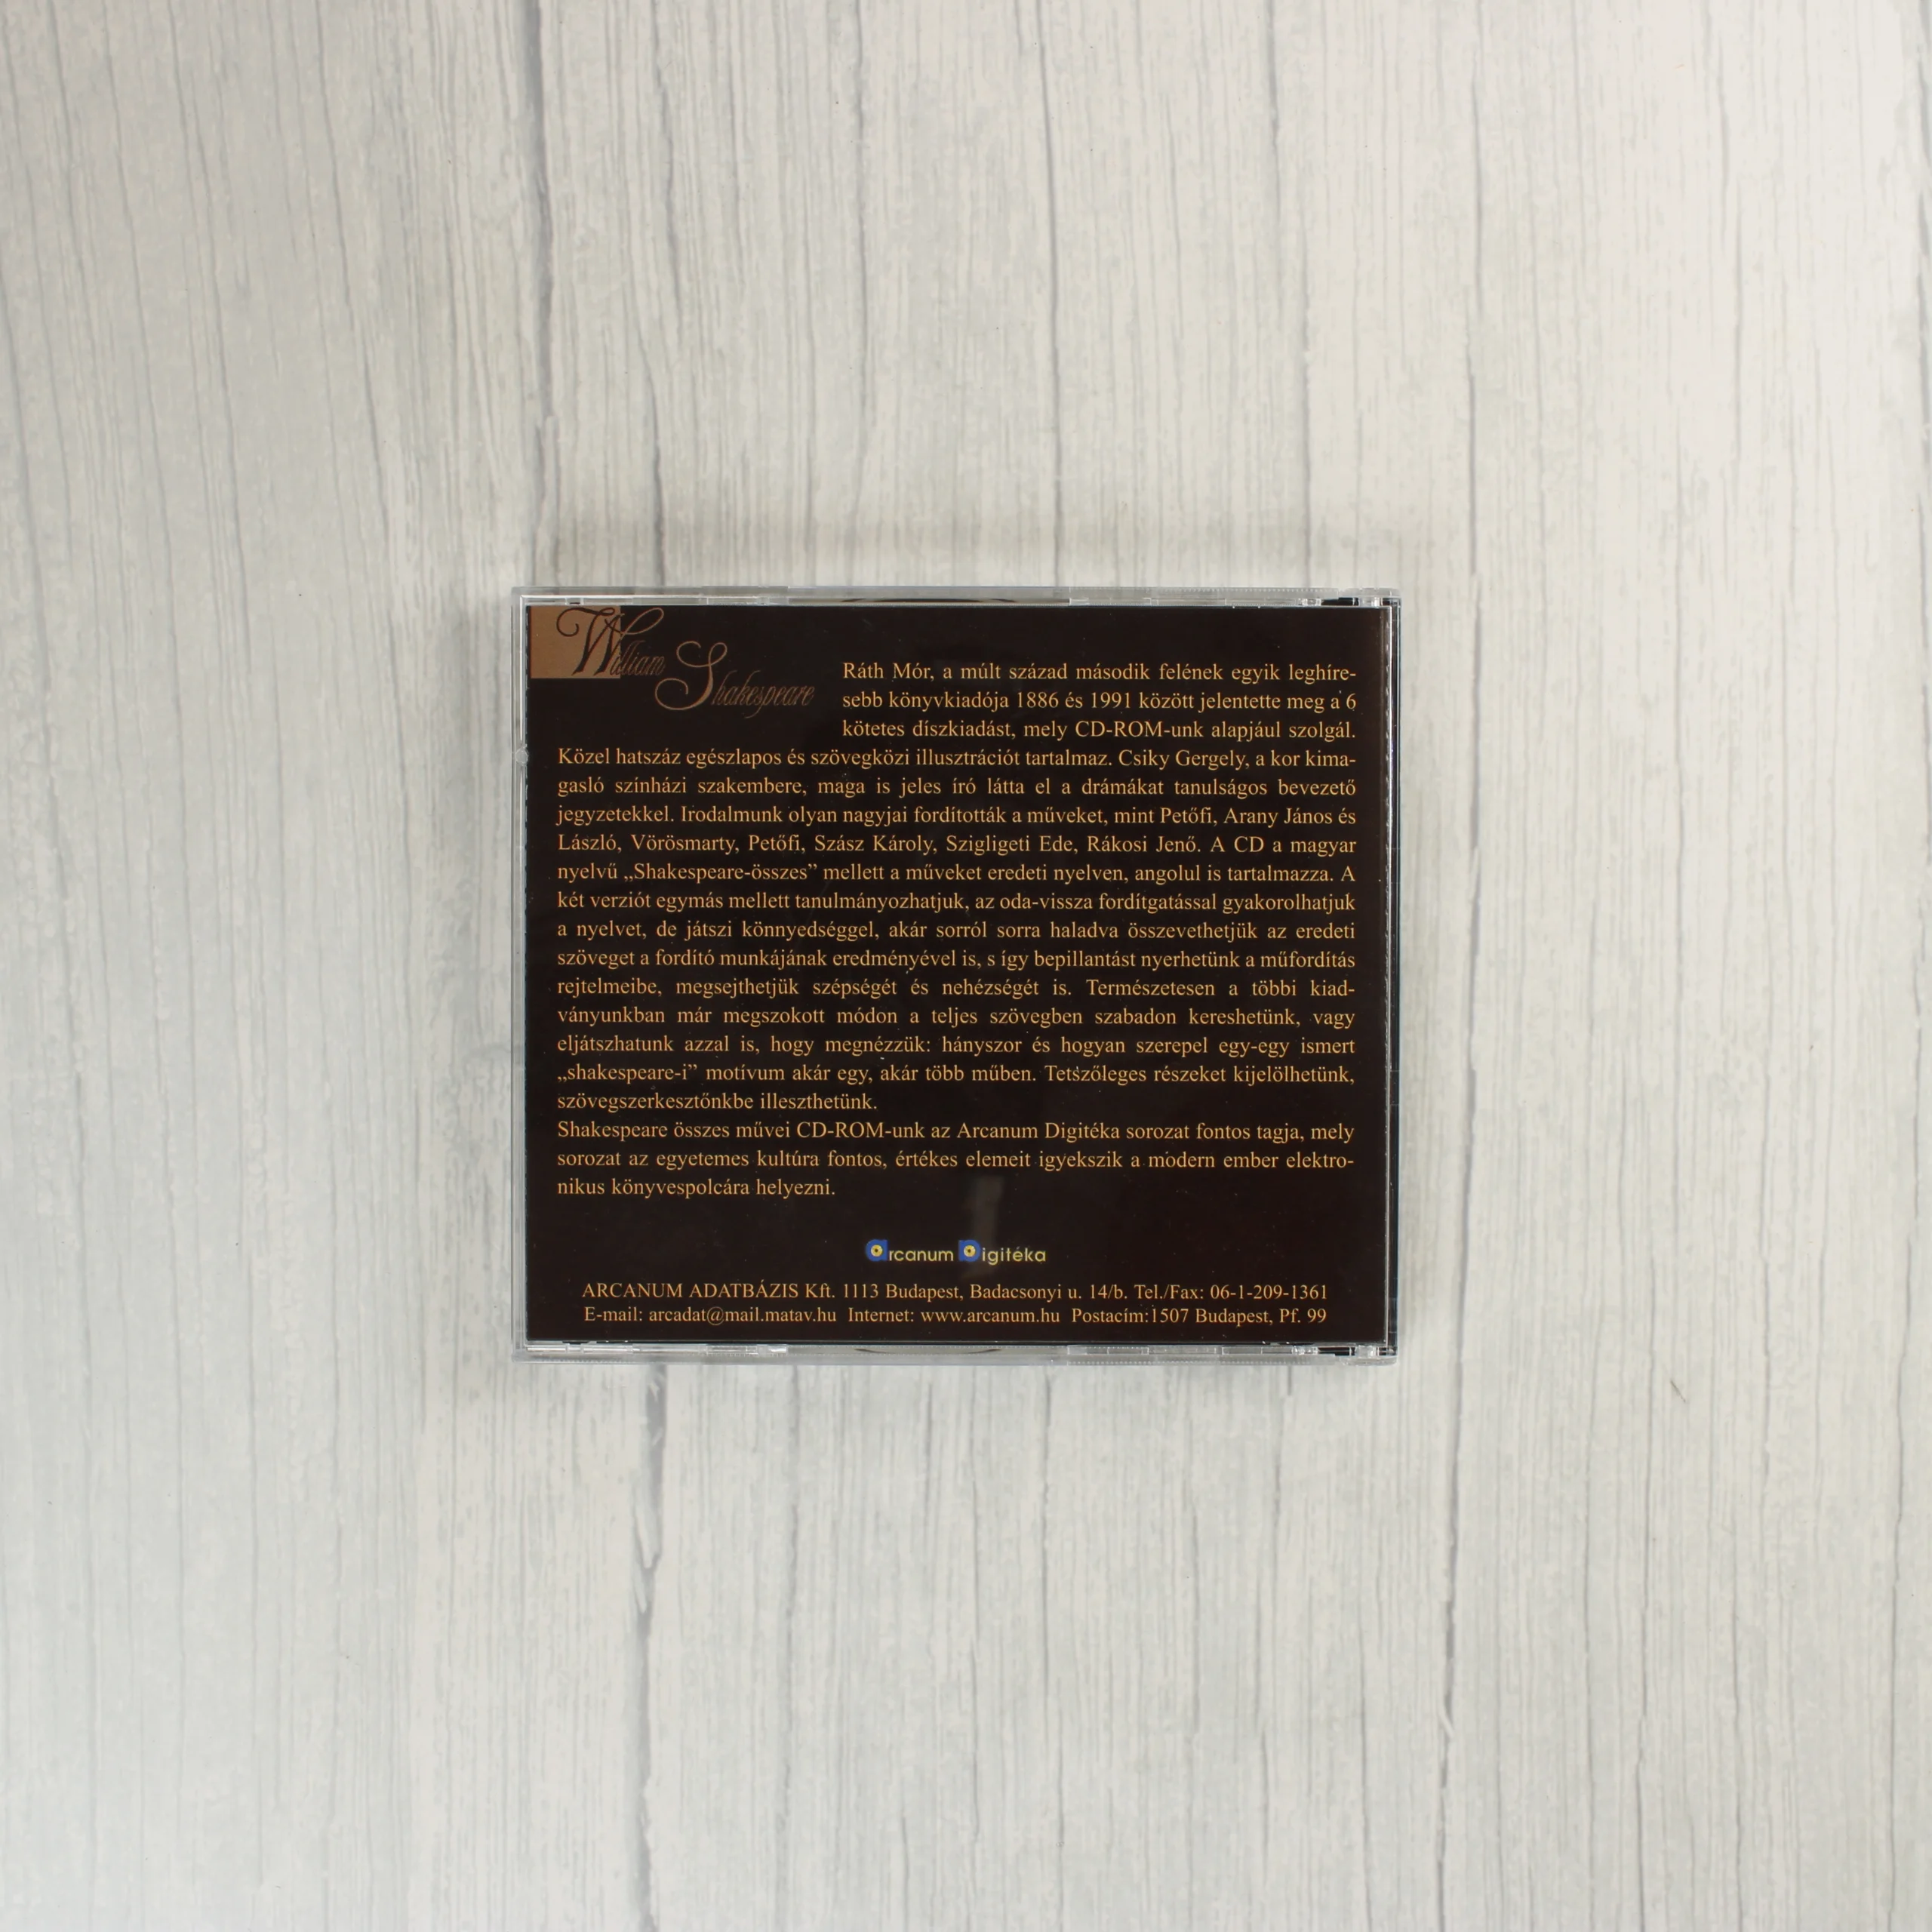 William
Shakespeare
Ráth Mór, a múlt század második felének egyik leghíre-
sebb könyvkiadója 1886 és 1991 között jelentette meg a 6
kötetes díszkiadást, mely CD-ROM-unk alapjául szolgál.
Közel hatszáz egészlapos és szövegközi illusztrációt tartalmaz. Csiky Gergely, a kor kima-
gasló színházi szakembere, maga is jeles író látta el a drámákat tanulságos bevezető
jegyzetekkel. Irodalmunk olyan nagyjai fordították a műveket, mint Petőfi, Arany János és
László, Vörösmarty, Petőfi, Szász Károly, Szigligeti Ede, Rákosi Jenő. A CD a magyar
nyelvű „Shakespeare-összes” mellett a műveket eredeti nyelven, angolul is tartalmazza. A
két verziót egymás mellett tanulmányozhatjuk, az oda-vissza fordítgatással gyakorolhatjuk
a nyelvet, de játszi könnyedséggel, akár sorról sorra haladva összevethetjük az eredeti
szöveget a fordító munkájának eredményével is, s így bepillantást nyerhetünk a műfordítás
rejtelmeibe, megsejthetjük szépségét és nehézségét is. Természetesen a többi kiad-
ványunkban már megszokott módon a teljes szövegben szabadon kereshetünk, vagy
eljátszhatunk azzal is, hogy megnézzük: hányszor és hogyan szerepel egy-egy ismert
„shakespeare-i” motívum akár egy, akár több műben. Tetszőleges részeket kijelölhetünk,
szövegszerkesztőnkbe illeszthetünk.
Shakespeare összes művei CD-ROM-unk az Arcanum Digitéka sorozat fontos tagja, mely
sorozat az egyetemes kultúra fontos, értékes elemeit igyekszik a modern ember elektro-
nikus könyvespolcára helyezni.
arcanum Digitéka
ARCANUM ADATBÁZIS Kft. 1113 Budapest, Badacsonyi u. 14/b. Tel./Fax: 06-1-209-1361
E-mail: arcadat@mail.matav.hu Internet: www.arcanum.hu Postacím:1507 Budapest, Pf. 99